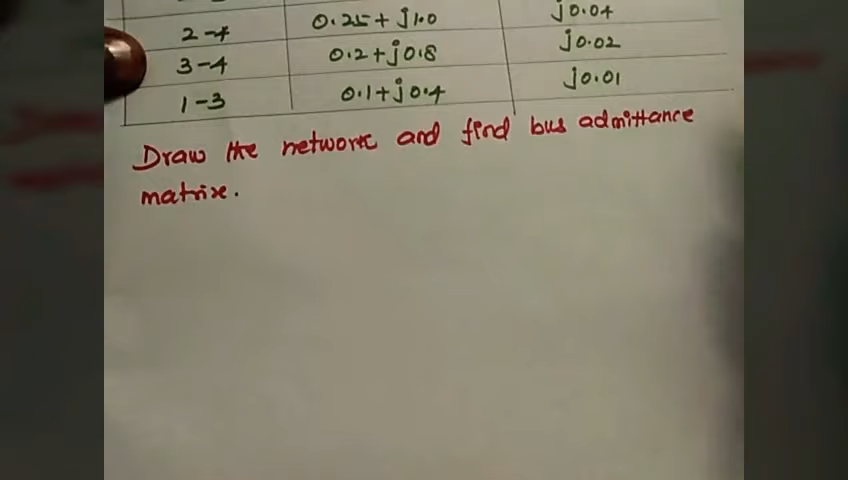 2-4 0.25+j1.0 j0.04
3-4 0.2+j0.8 j0.02
1-3 0.1+j0.4 j0.01
Draw the network and find bus admittance
matrix.